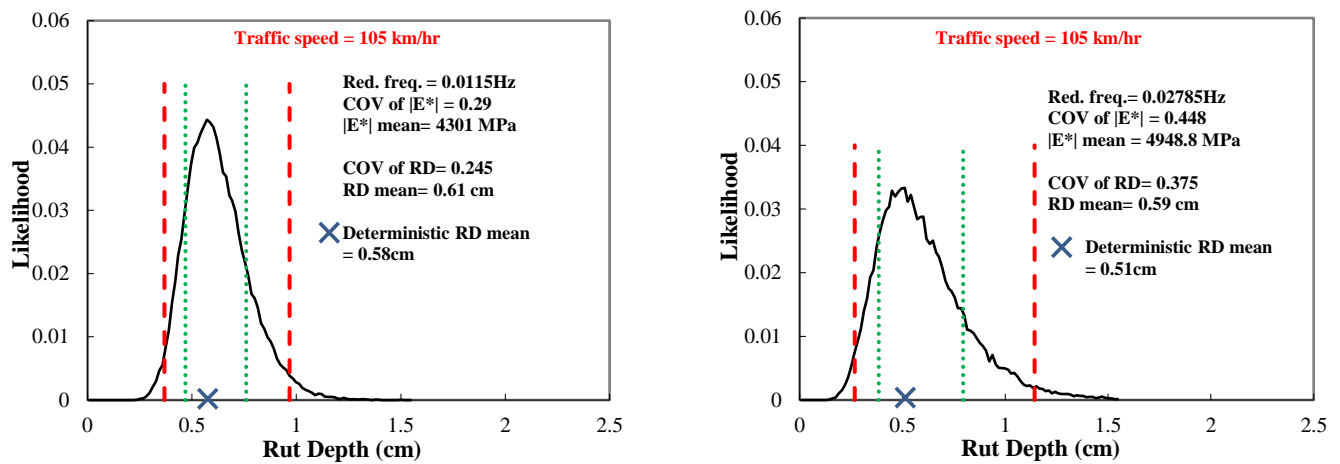 0.06
0.05
0.04
0.03
0.02
0.01
0
Likelihood
Traffic speed = 105 km/hr
Red. freq. = 0.0115Hz
COV of |E*| = 0.29
|E*| mean= 4301 MPa
COV of RD= 0.245
RD mean= 0.61 cm
Deterministic RD mean
= 0.58cm
0 0.5 1 1.5 2 2.5
Rut Depth (cm)
0.06
0.05
0.04
0.03
0.02
0.01
0
Likelihood
Traffic speed = 105 km/hr
Red. freq.= 0.02785Hz
COV of |E*| = 0.448
|E*| mean = 4948.8 MPa
COV of RD= 0.375
RD mean= 0.59 cm
Deterministic RD mean
= 0.51cm
0 0.5 1 1.5 2 2.5
Rut Depth (cm)